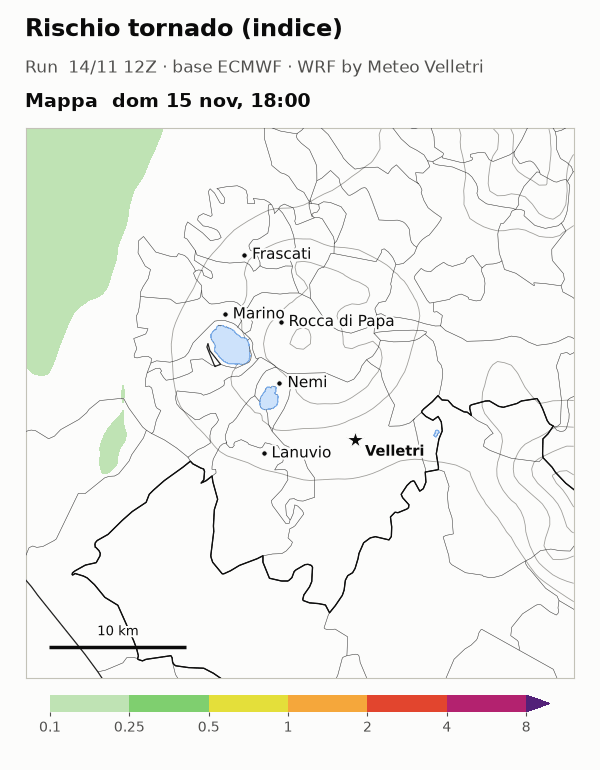 Rischio tornado (indice)
Run  14/11 12Z · base ECMWF · WRF by Meteo Velletri
Mappa  dom 15 nov, 18:00
Frascati
Marino
Rocca di Papa
Nemi
Lanuvio
Velletri
10 km
0.1 0.25 0.5 1 2 4 8